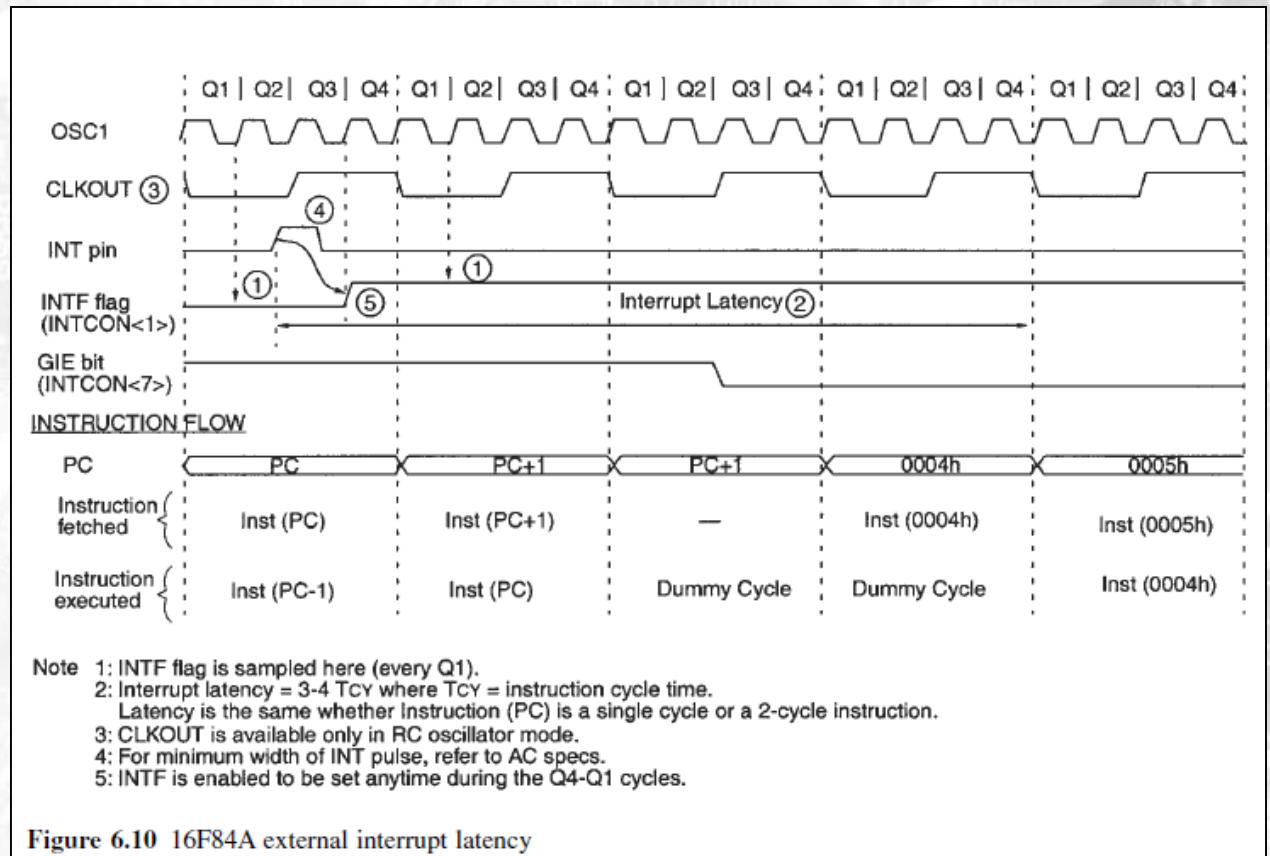 Q1 | Q2 | Q3 | Q4 Q1 | Q2 | Q3 | Q4 Q1 | Q2 | Q3 | Q4 Q1 | Q2 | Q3 | Q4 Q1 | Q2 | Q3 | Q4
OSC1
CLKOUT ③
④
INT pin
① ①
INTF flag ⑤ Interrupt Latency ②
(INTCON<1>)
GIE bit
(INTCON<7>)
INSTRUCTION FLOW
PC PC PC+1 PC+1 0004h 0005h
Instruction
fetched Inst (PC) Inst (PC+1) — Inst (0004h) Inst (0005h)
Instruction
executed Inst (PC-1) Inst (PC) Dummy Cycle Dummy Cycle Inst (0004h)
Note 1: INTF flag is sampled here (every Q1).
2: Interrupt latency = 3-4 TCY where TCY = instruction cycle time.
Latency is the same whether Instruction (PC) is a single cycle or a 2-cycle instruction.
3: CLKOUT is available only in RC oscillator mode.
4: For minimum width of INT pulse, refer to AC specs.
5: INTF is enabled to be set anytime during the Q4-Q1 cycles.
Figure 6.10 16F84A external interrupt latency